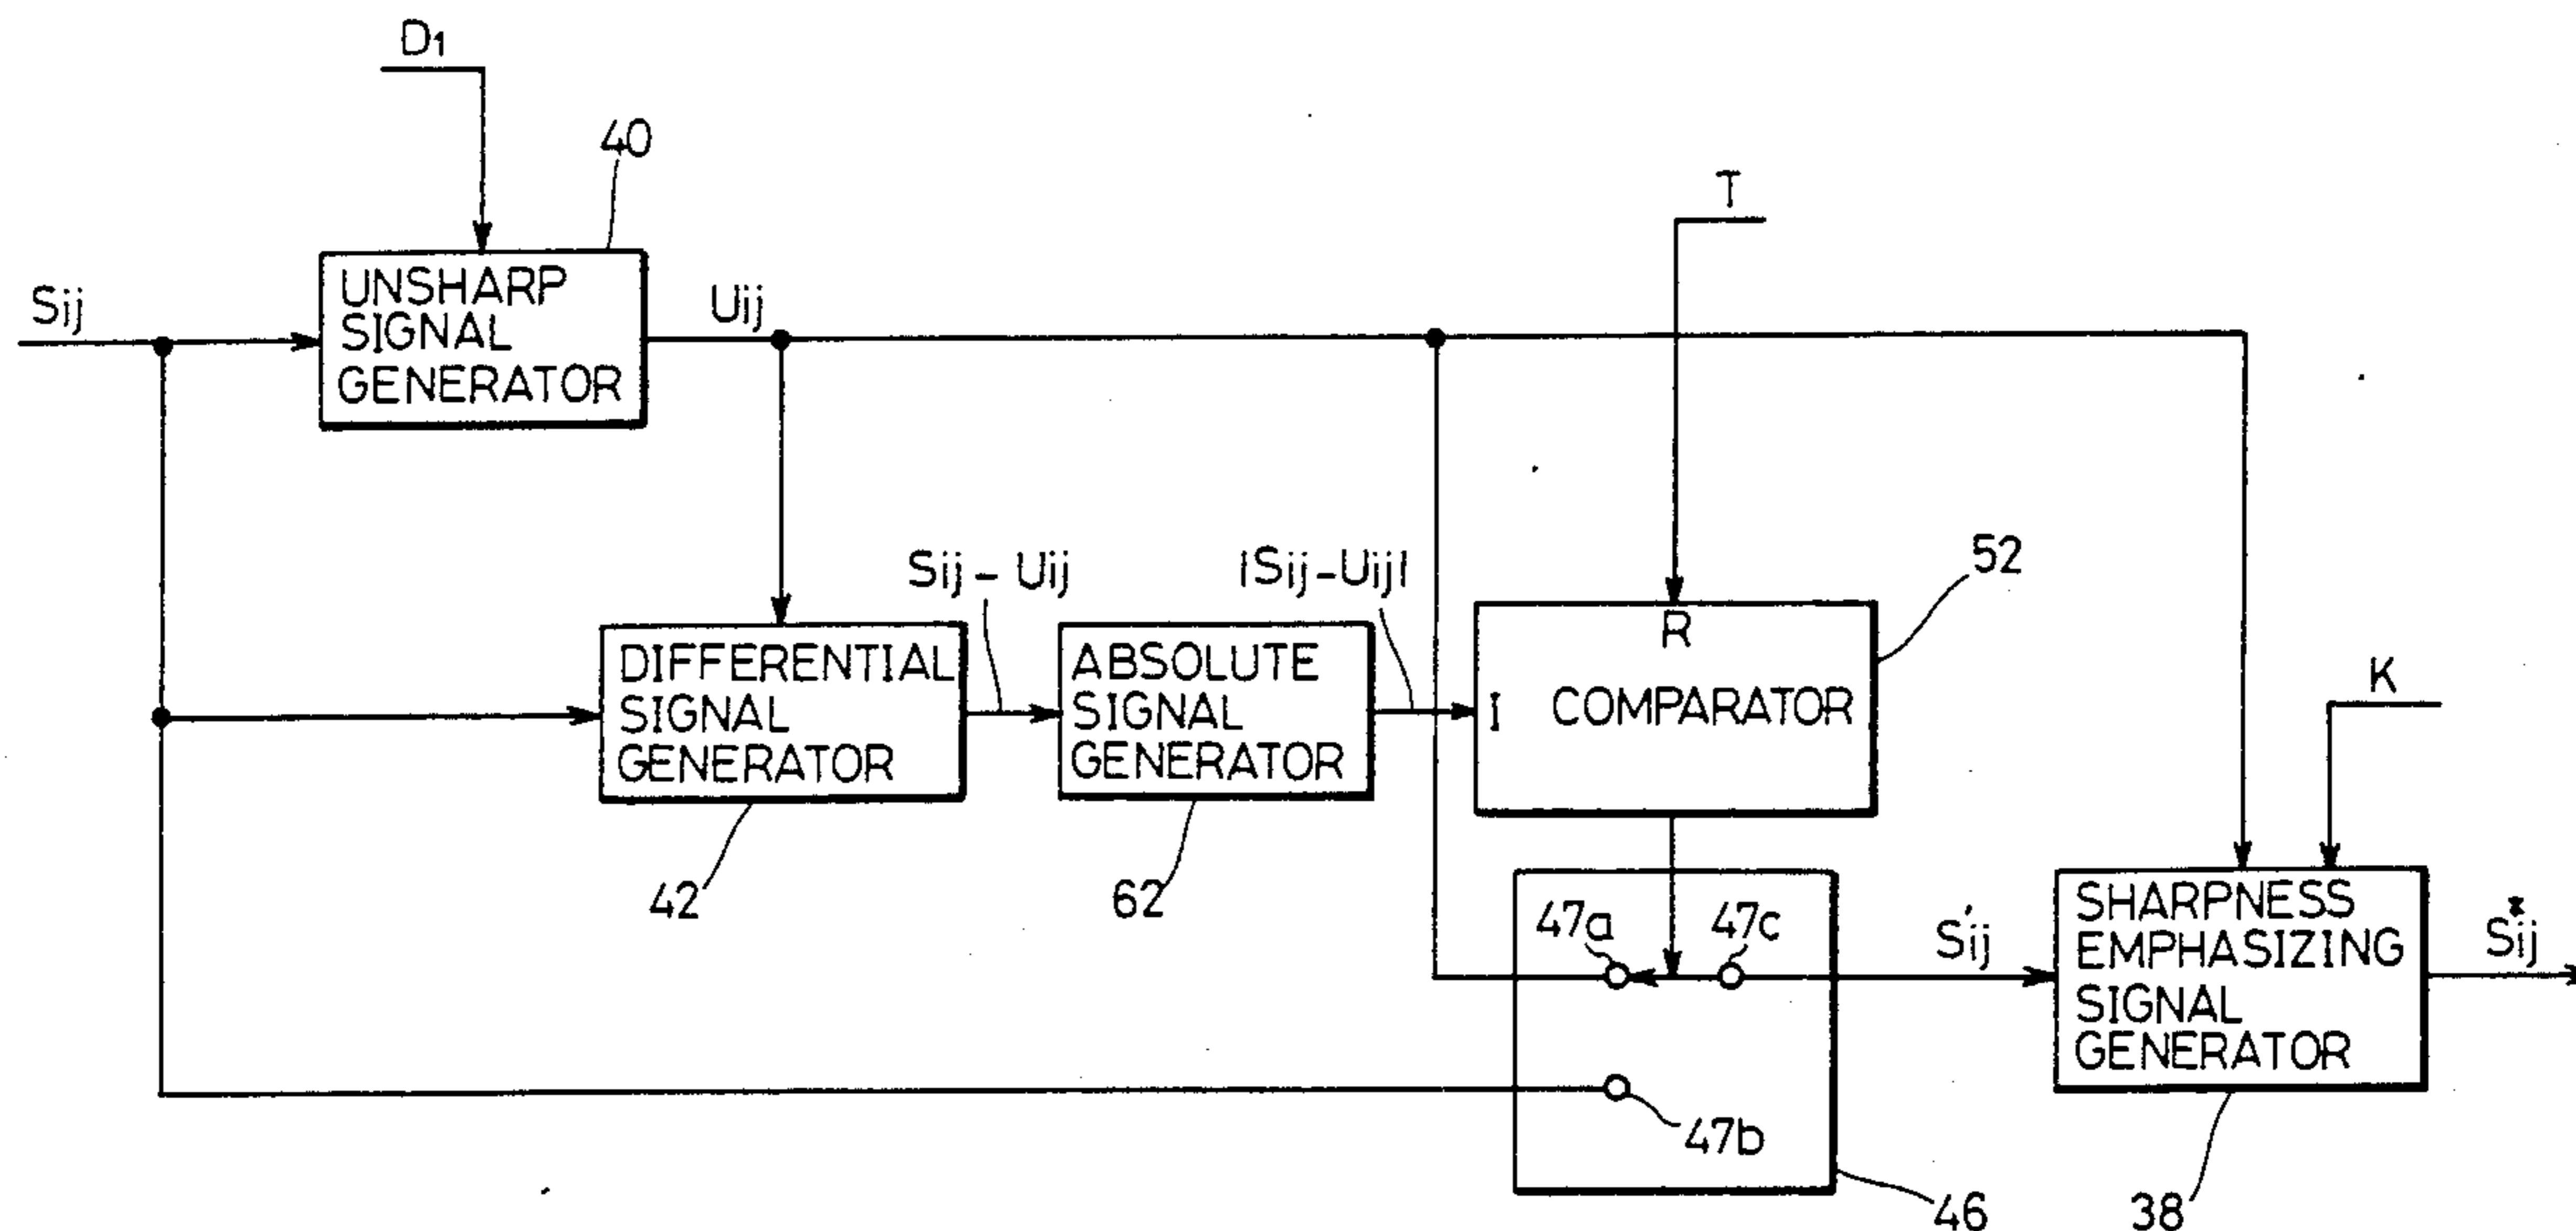 D1
40
T
Sij
UNSHARP
SIGNAL
GENERATOR
Uij
52
Sij - Uij
|Sij-Uij|
R
DIFFERENTIAL
SIGNAL
GENERATOR
ABSOLUTE
SIGNAL
GENERATOR
I COMPARATOR
K
42
62
47a
47c
S'ij
SHARPNESS
EMPHASIZING
SIGNAL
GENERATOR
S*ij
47b
46
38